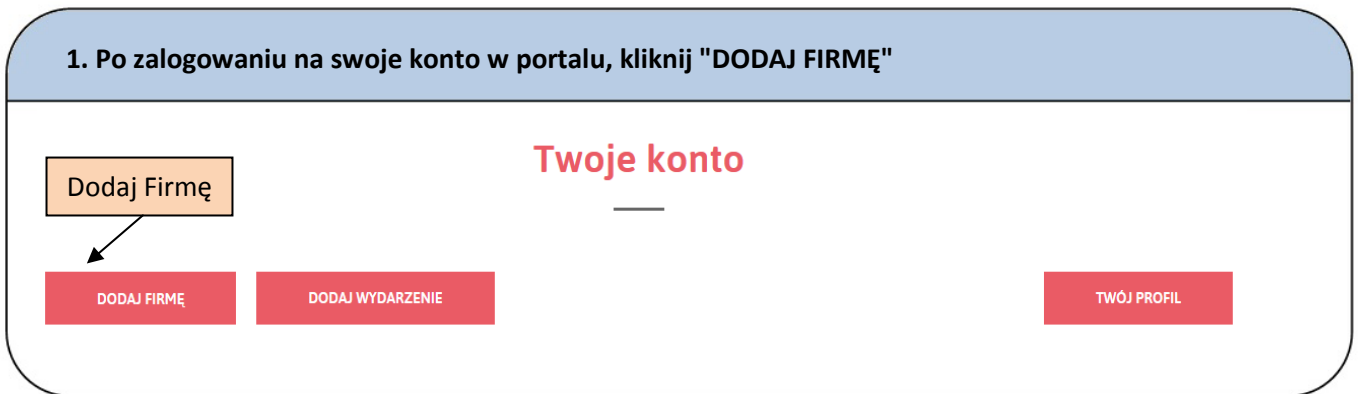 1. Po zalogowaniu na swoje konto w portalu, kliknij "DODAJ FIRMĘ"
Twoje konto
Dodaj Firmę
DODAJ FIRMĘ
DODAJ WYDARZENIE
TWÓJ PROFIL